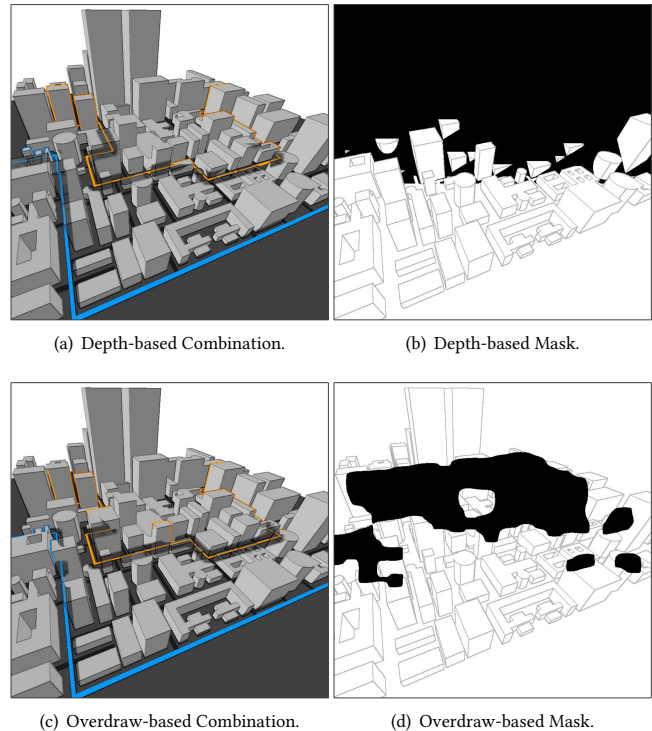 (a) Depth-based Combination.
(b) Depth-based Mask.
(c) Overdraw-based Combination.
(d) Overdraw-based Mask.